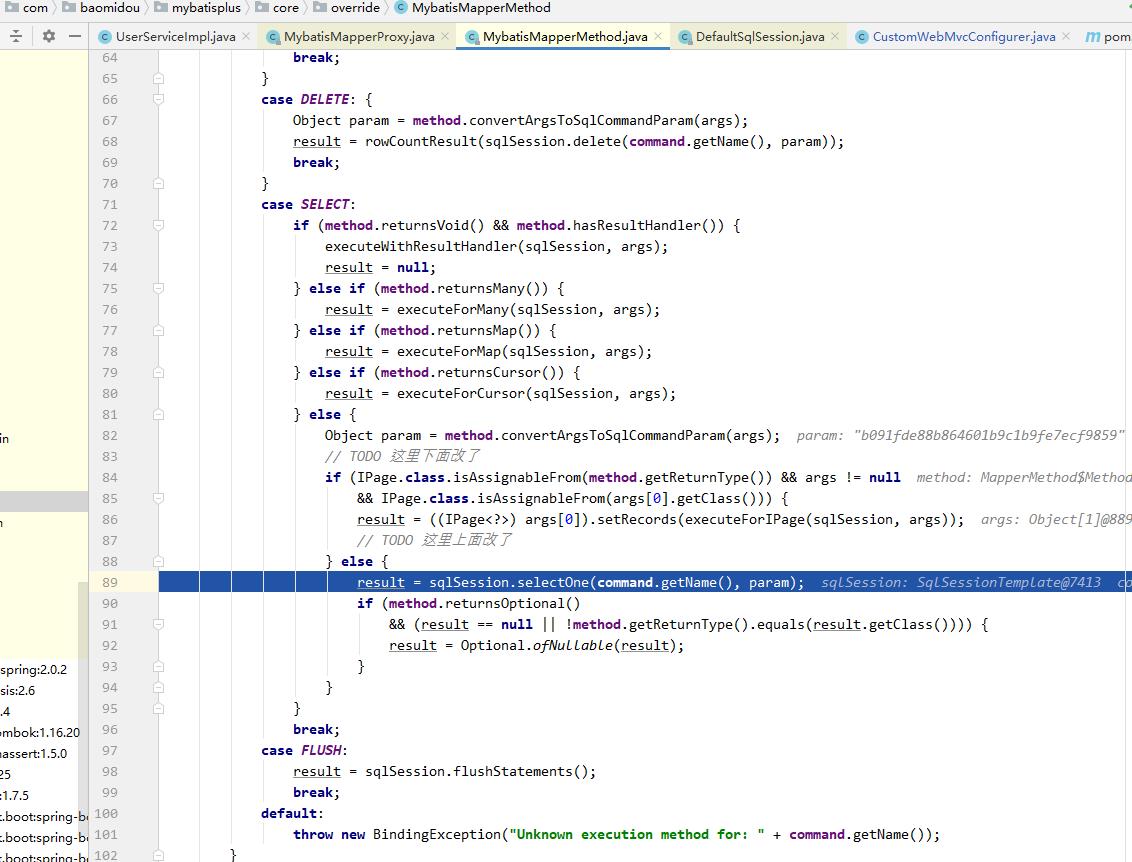 com baomidou mybatisplus core override MybatisMapperMethod
UserServiceImpl.java MybatisMapperProxy.java MybatisMapperMethod.java DefaultSqlSession.java CustomWebMvcConfigurer.java pom
64 break;
65 }
66 case DELETE: {
67 Object param = method.convertArgsToSqlCommandParam(args);
68 result = rowCountResult(sqlSession.delete(command.getName(), param));
69 break;
70 }
71 case SELECT:
72 if (method.returnsVoid() && method.hasResultHandler()) {
73 executeWithResultHandler(sqlSession, args);
74 result = null;
75 } else if (method.returnsMany()) {
76 result = executeForMany(sqlSession, args);
77 } else if (method.returnsMap()) {
78 result = executeForMap(sqlSession, args);
79 } else if (method.returnsCursor()) {
80 result = executeForCursor(sqlSession, args);
81 } else {
in
82 Object param = method.convertArgsToSqlCommandParam(args); param: "b091fde88b864601b9c1b9fe7ecf9859"
83 // TODO 这里下面改了
84 if (IPage.class.isAssignableFrom(method.getReturnType()) && args != null method: MapperMethod$Metho
85 && IPage.class.isAssignableFrom(args[0].getClass())) {
86 result = ((IPage<?>) args[0]).setRecords(executeForIPage(sqlSession, args)); args: Object[1]@889
87 // TODO 这里上面改了
88 } else {
89 result = sqlSession.selectOne(command.getName(), param); sqlSession: SqlSessionTemplate@7413 co
90 if (method.returnsOptional()
91 && (result == null || !method.getReturnType().equals(result.getClass()))) {
92 result = Optional.ofNullable(result);
93 }
spring:2.0.2
94 }
sis:2.6
95 }
.4
96 break;
ombok:1.16.20
97 case FLUSH:
nassert:1.5.0
98 result = sqlSession.flushStatements();
25
99 break;
:1.7.5
100 default:
t.boot:spring-b
101 throw new BindingException("Unknown execution method for: " + command.getName());
t.boot:spring-b
102 }
t.boot:spring-b